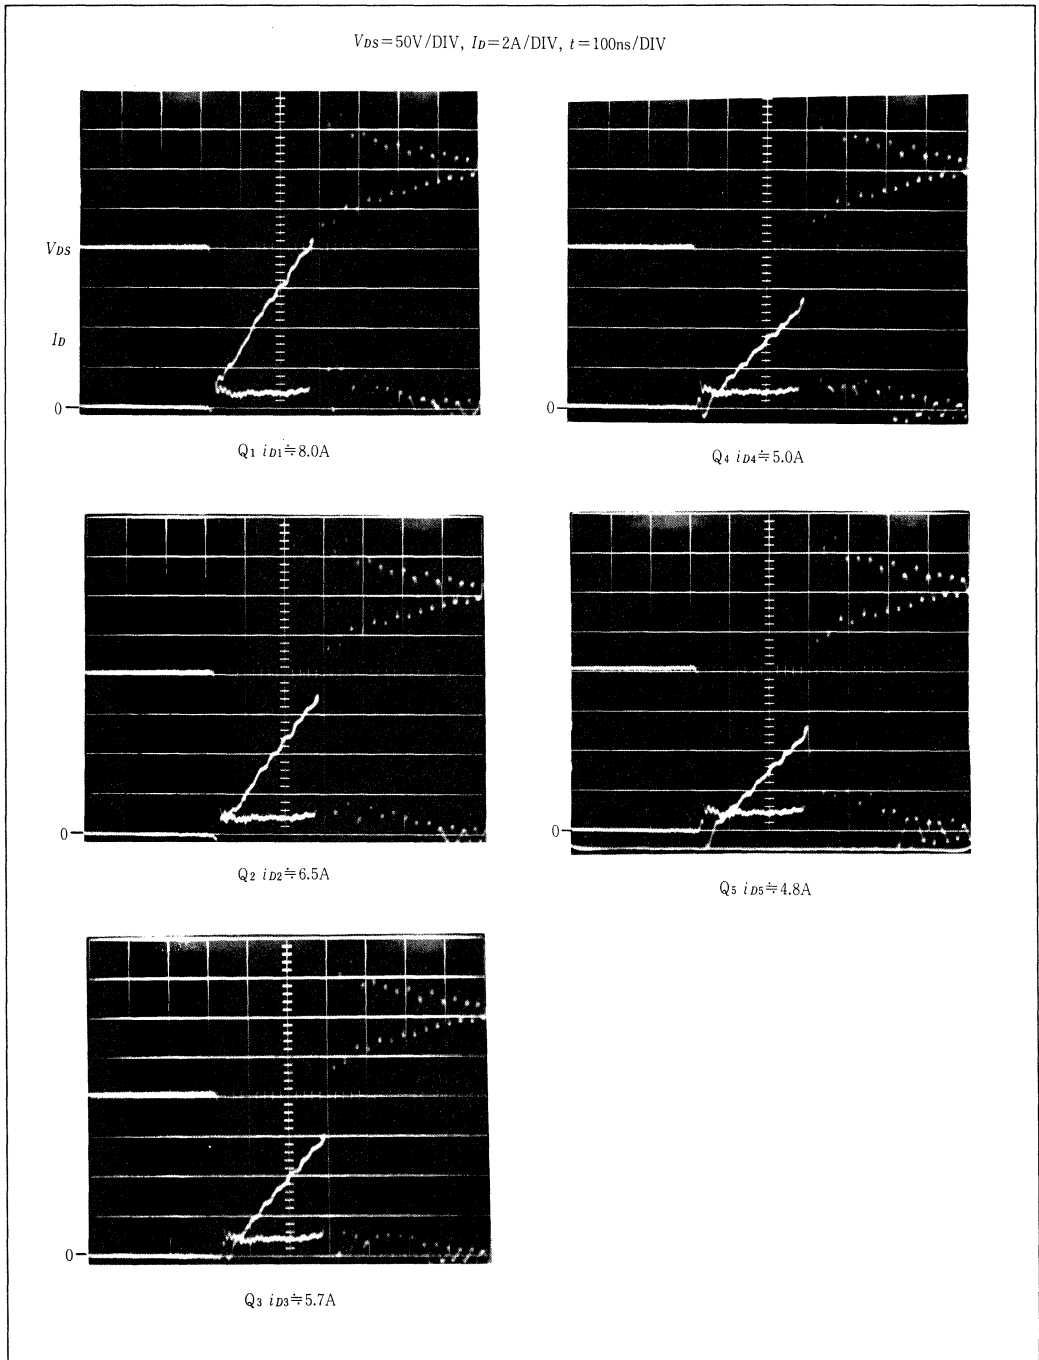 VDS=50V/DIV, ID=2A/DIV, t=100ns/DIV
VDS
ID
0
Q1 iD1≒8.0A
0
Q4 iD4≒5.0A
0
Q2 iD2≒6.5A
0
Q5 iD5≒4.8A
0
Q3 iD3≒5.7A